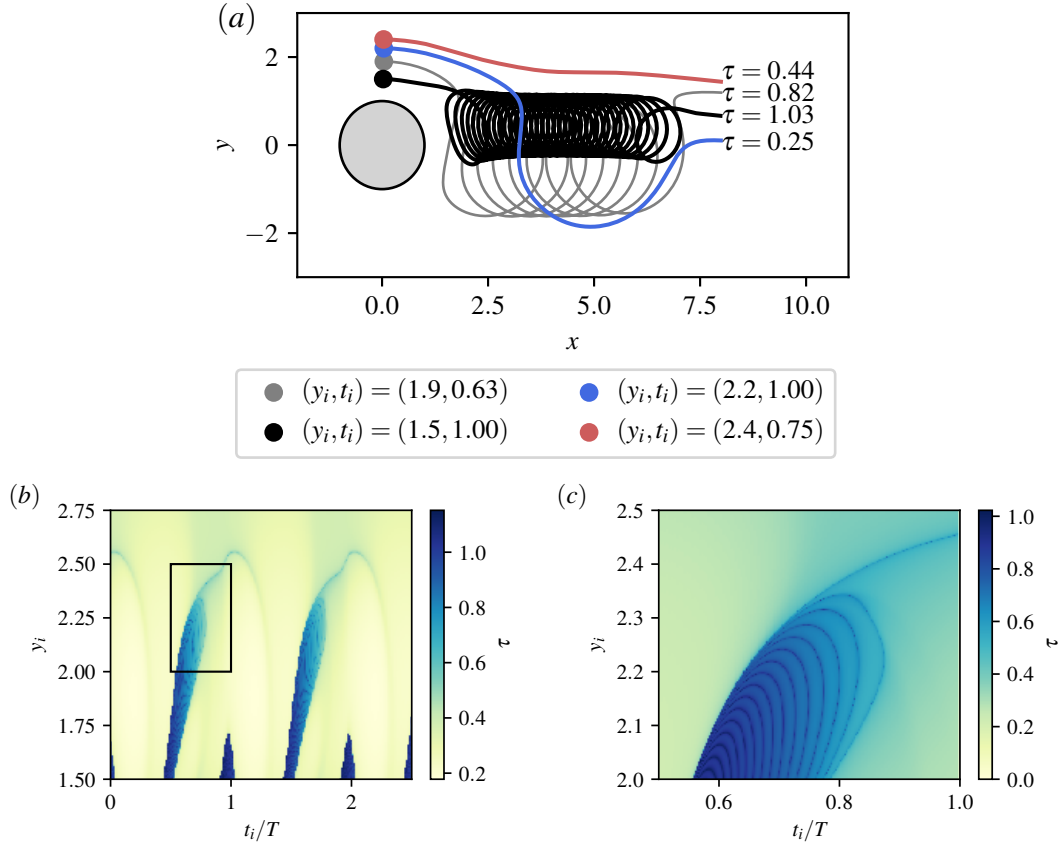 (a)
2
0
−2
y
τ = 0.44
τ = 0.82
τ = 1.03
τ = 0.25
0.0 2.5 5.0 7.5 10.0
x
(y_i, t_i) = (1.9, 0.63)
(y_i, t_i) = (2.2, 1.00)
(y_i, t_i) = (1.5, 1.00)
(y_i, t_i) = (2.4, 0.75)
(b)
2.75
2.50
2.25
2.00
1.75
1.50
y_i
0 1 2
t_i/T
1.0
0.8
0.6
0.4
0.2
τ
(c)
2.5
2.4
2.3
2.2
2.1
2.0
y_i
0.6 0.8 1.0
t_i/T
1.0
0.8
0.6
0.4
0.2
0.0
τ